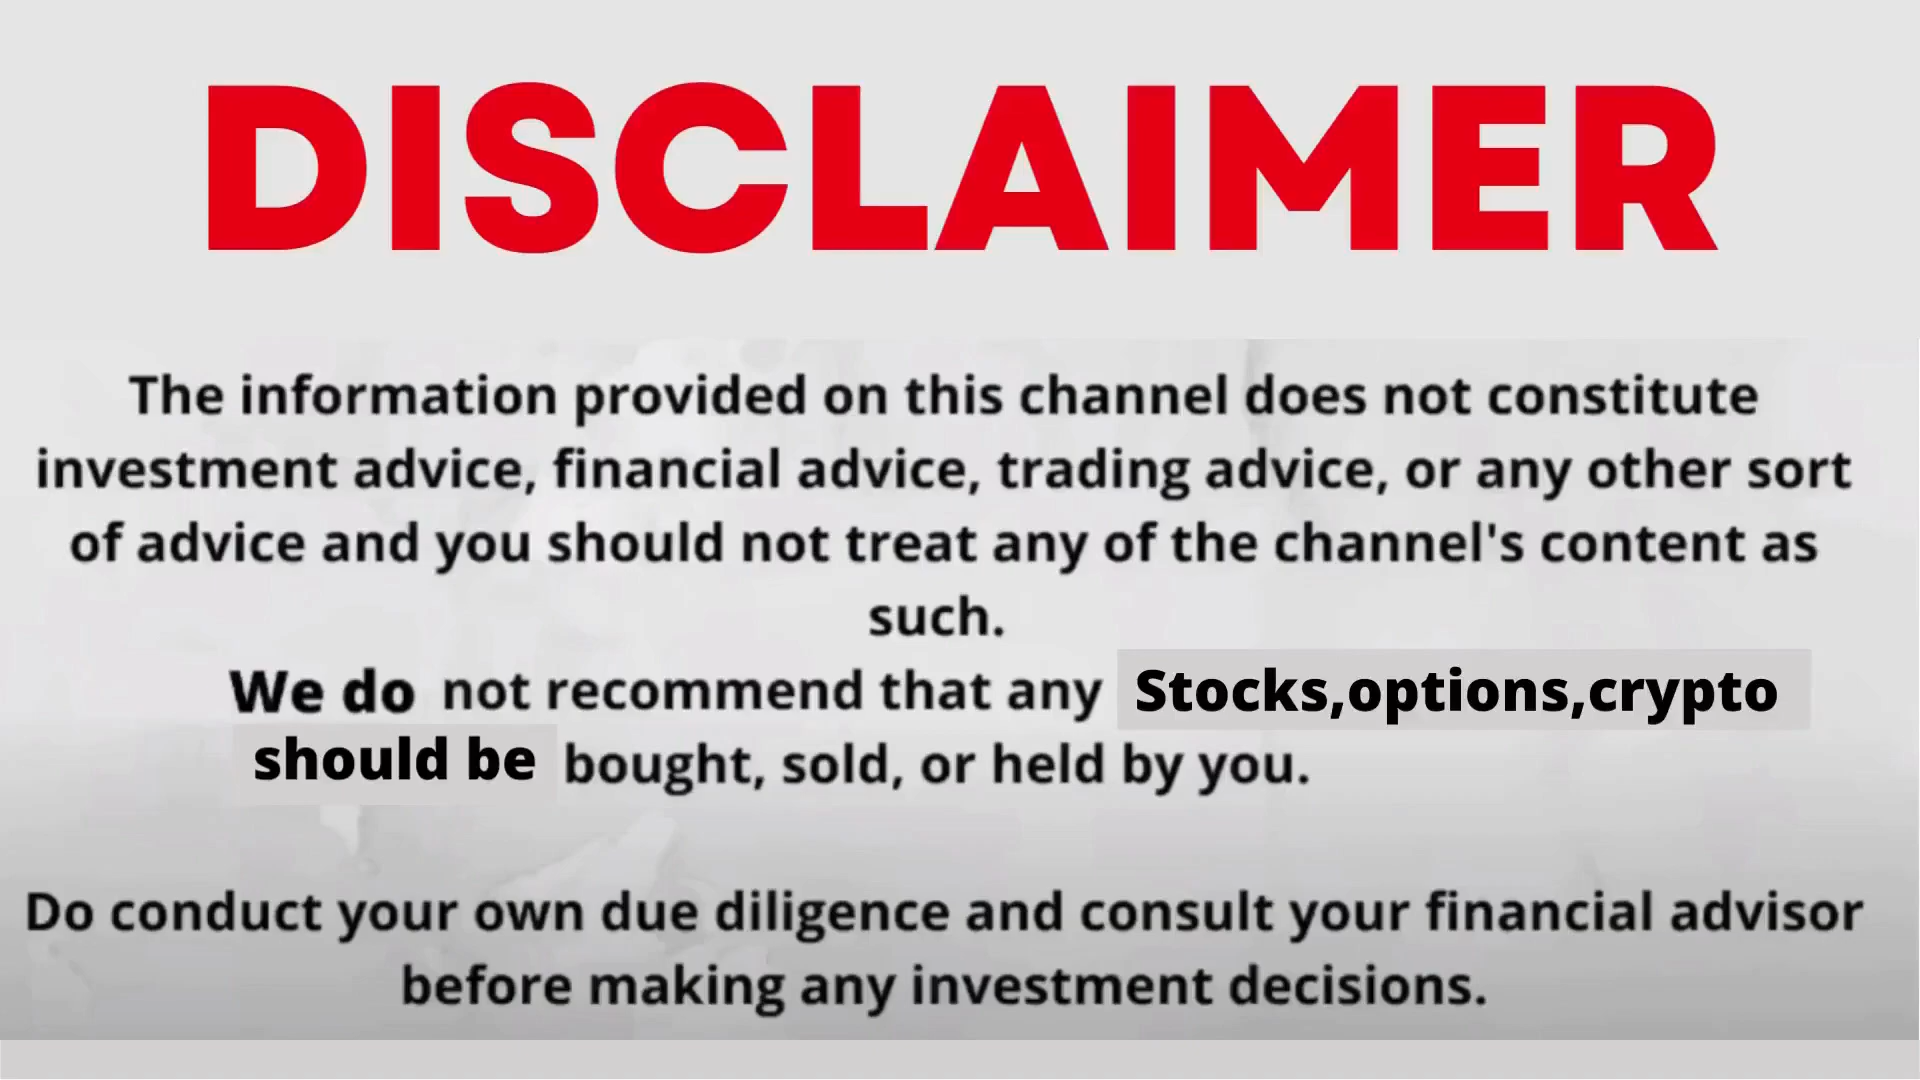 DISCLAIMER
The information provided on this channel does not constitute
investment advice, financial advice, trading advice, or any other sort
of advice and you should not treat any of the channel's content as
such.
We do not recommend that any Stocks,options,crypto
should be bought, sold, or held by you.
Do conduct your own due diligence and consult your financial advisor
before making any investment decisions.